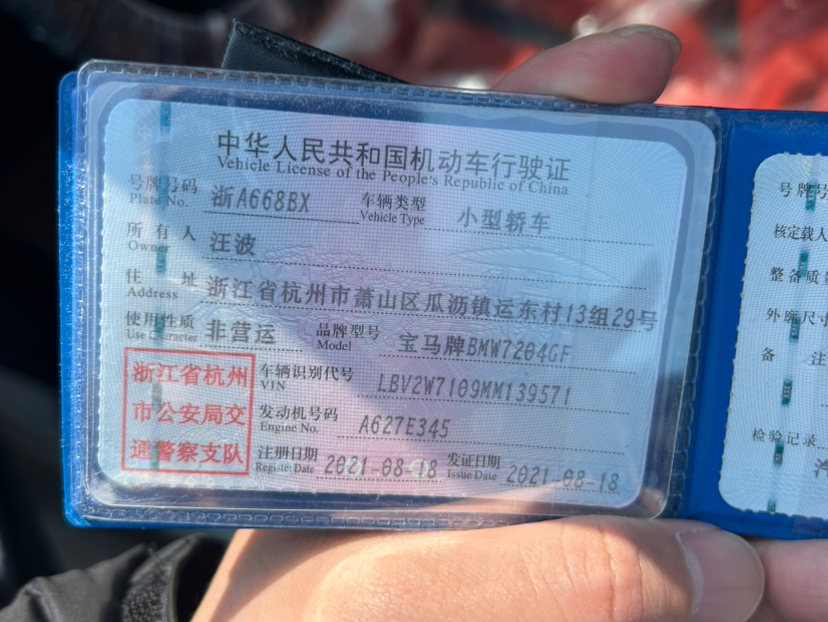 中华人民共和国机动车行驶证
Vehicle License of the People's Republic of China
号牌号码 浙A668BX 车辆类型 小型轿车
Plate No. Vehicle Type
所有人 汪波
Owner
住址 浙江省杭州市萧山区瓜沥镇运东村13组29号
Address
使用性质 非营运 品牌型号 宝马牌BMW7204GF
Use Character Model
浙江省杭州
市公安局交
通警察支队
车辆识别代号 LBV2W7109MM139571
VIN
发动机号码 A627E345
Engine No.
注册日期 2021-08-18 发证日期 2021-08-18
Register Date Issue Date
号牌号
核定载人
整备质量
外廓尺寸
备 注
检验记录